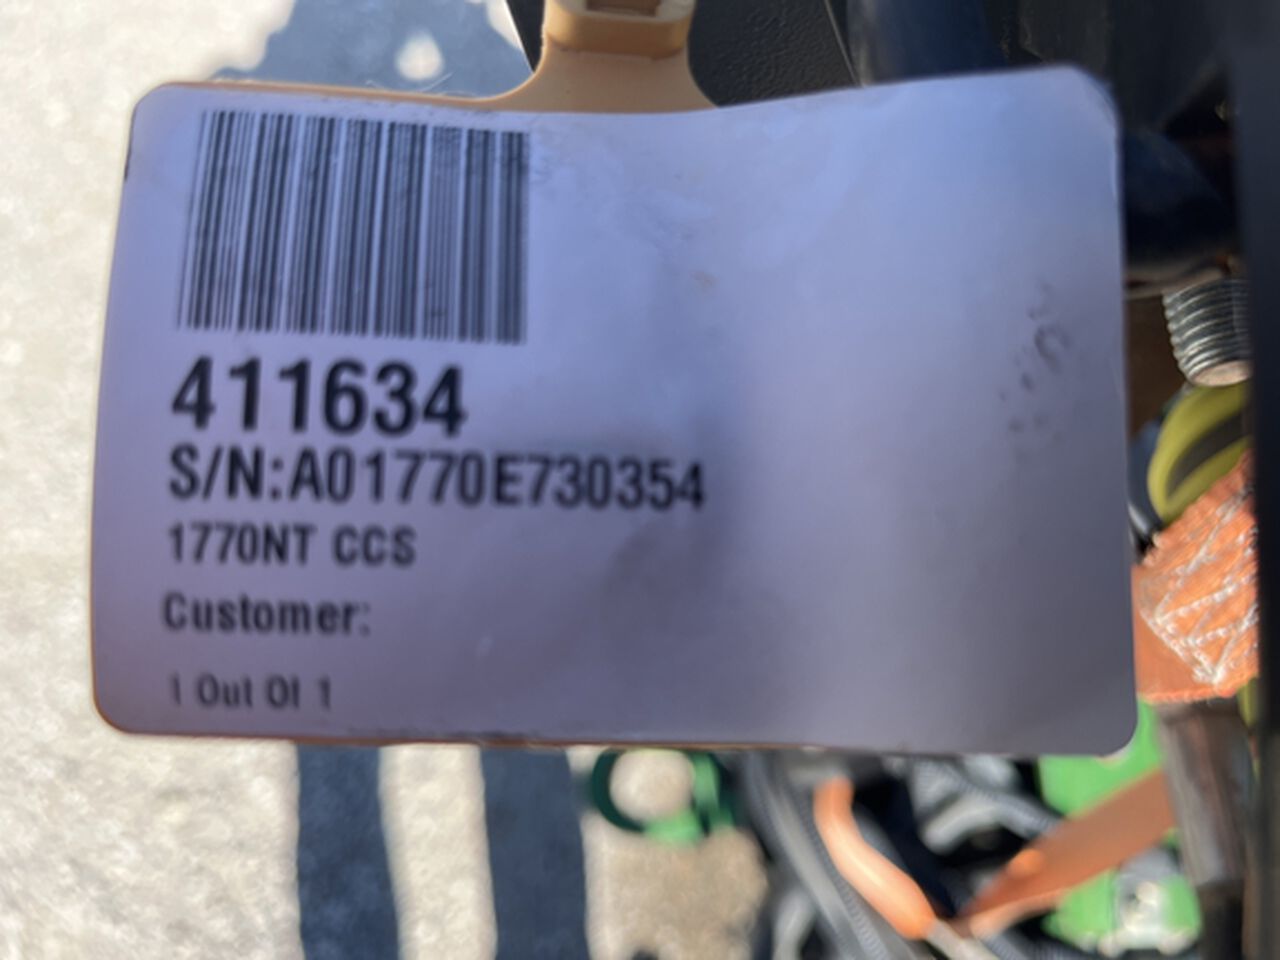 411634
S/N:A01770E730354
1770NT CCS
Customer:
1 Out Of 1